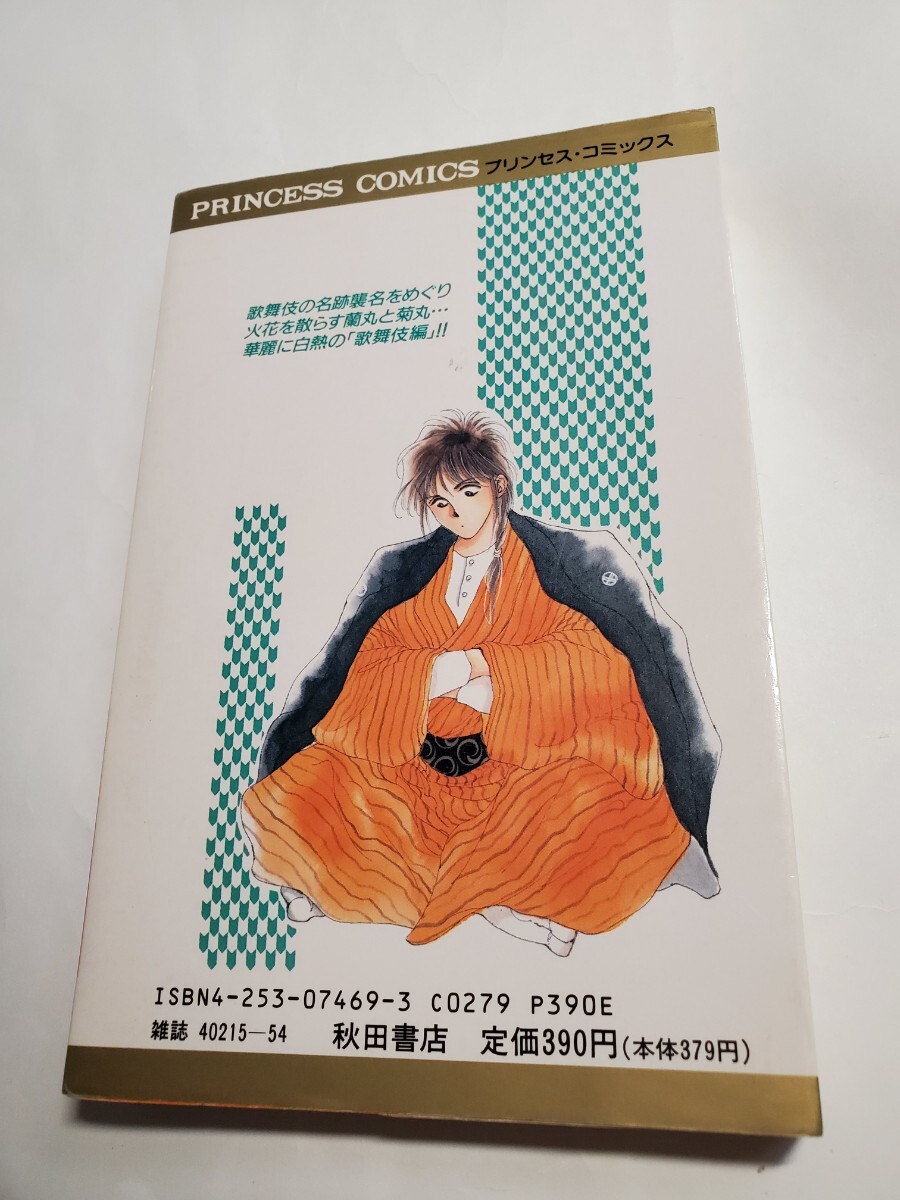 PRINCESS COMICS プリンセス・コミックス
歌舞伎の名跡襲名をめぐり
火花を散らす蘭丸と菊丸…
華麗に白熱の「歌舞伎編」!!
ISBN4-253-07469-3 C0279 P390E
雑誌 40215-54 秋田書店 定価390円(本体379円)